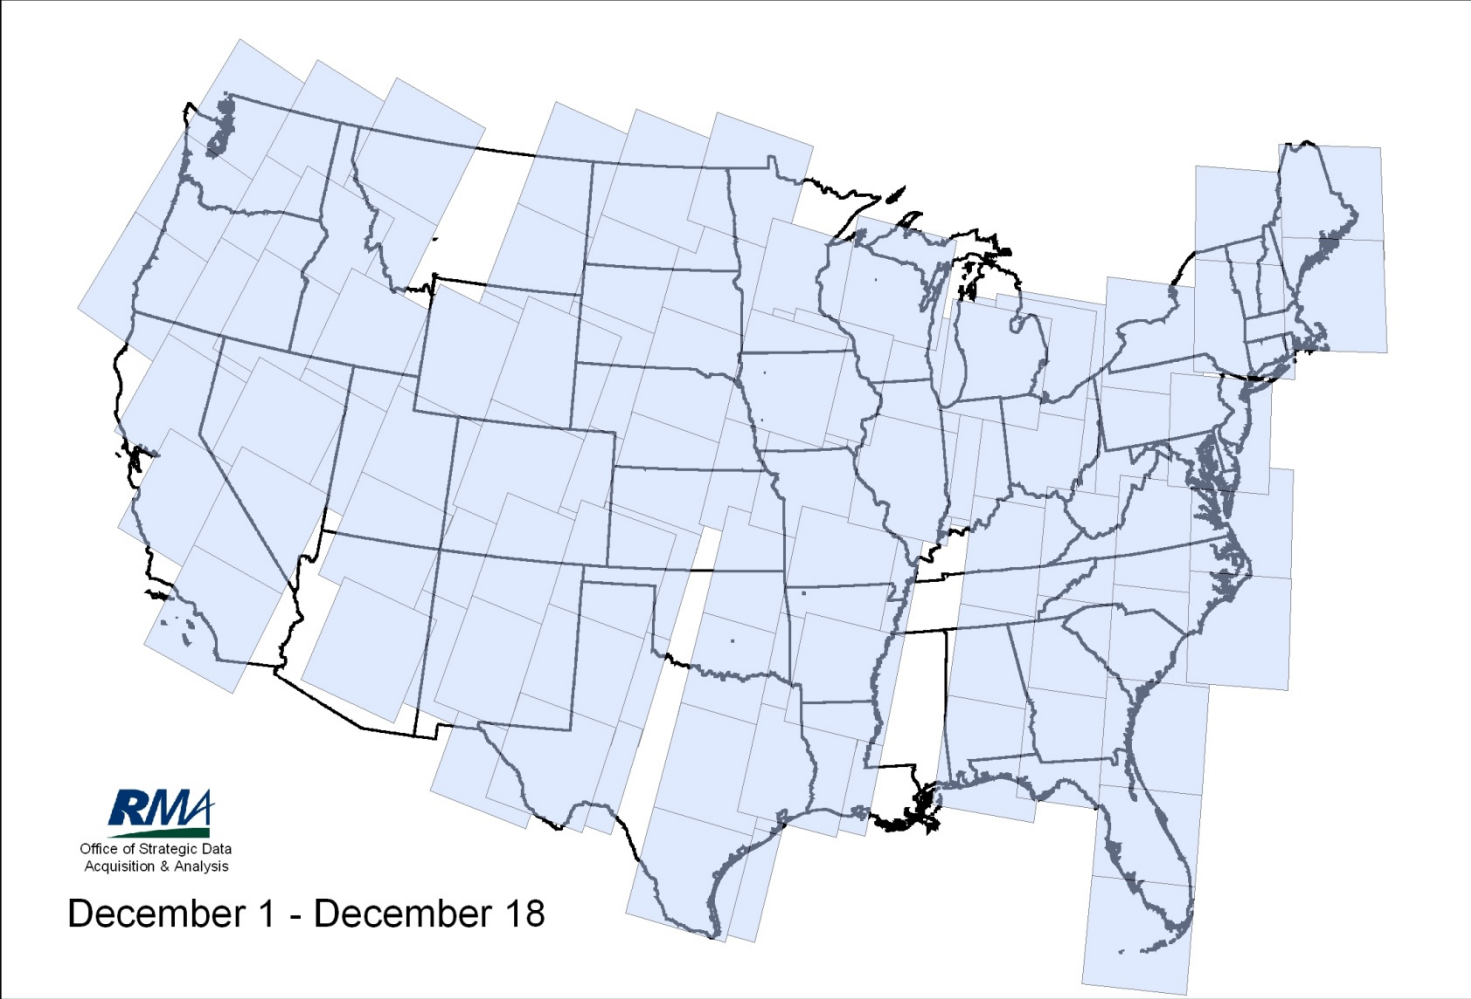 RMA
Office of Strategic Data
Acquisition & Analysis
December 1 - December 18